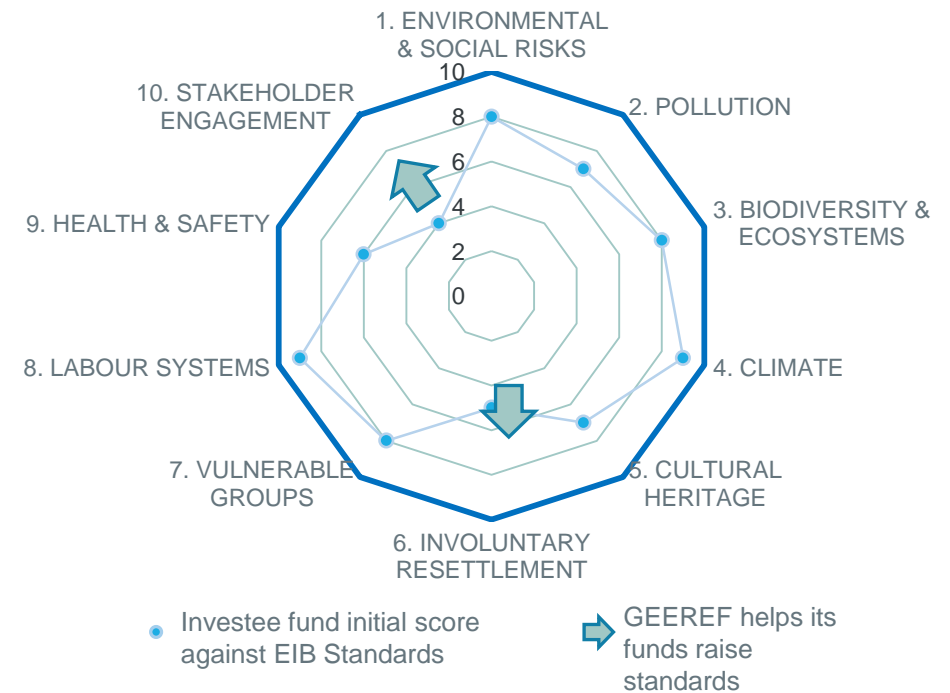 1. ENVIRONMENTAL
& SOCIAL RISKS
10
8
6
4
2
0
2. POLLUTION
3. BIODIVERSITY &
ECOSYSTEMS
4. CLIMATE
5. CULTURAL
HERITAGE
6. INVOLUNTARY
RESETTLEMENT
7. VULNERABLE
GROUPS
8. LABOUR SYSTEMS
9. HEALTH & SAFETY
10. STAKEHOLDER
ENGAGEMENT
Investee fund initial score
against EIB Standards
GEEREF helps its
funds raise
standards